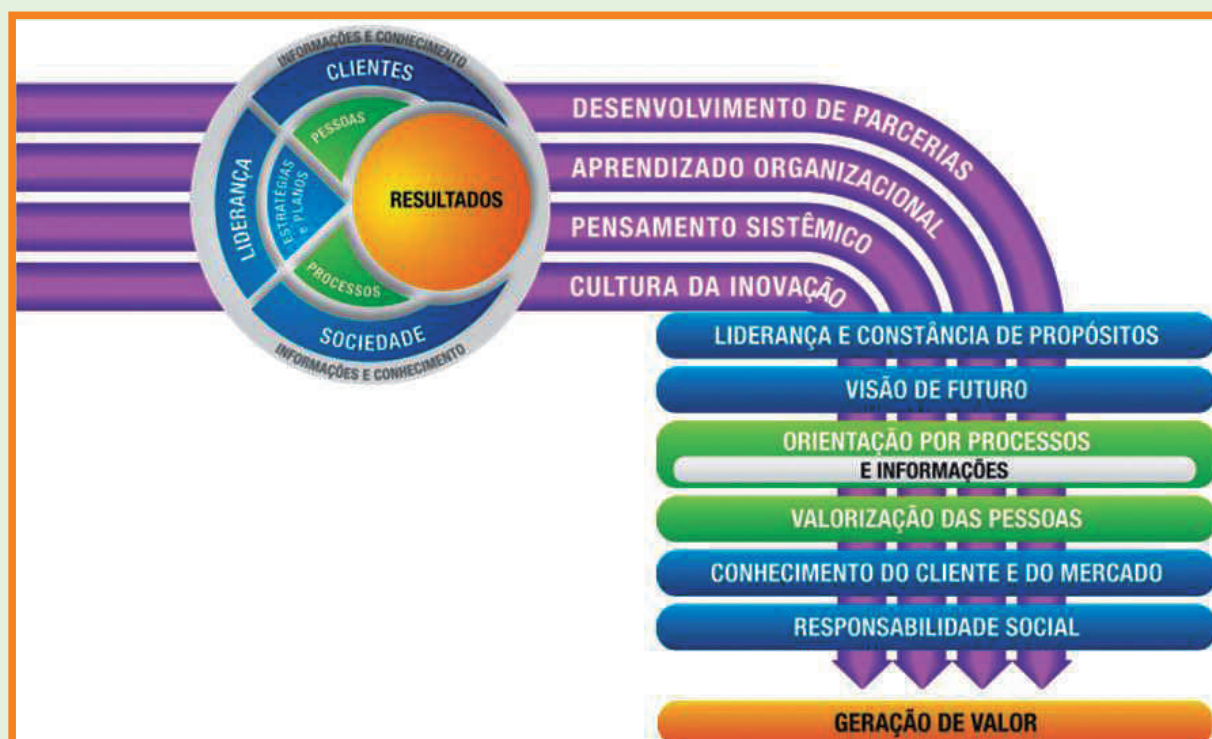 INFORMAÇÕES E CONHECIMENTO
CLIENTES
PESSOAS
LIDERANÇA
ESTRATÉGIAS
e PLANOS
RESULTADOS
PROCESSOS
SOCIEDADE
INFORMAÇÕES E CONHECIMENTO
DESENVOLVIMENTO DE PARCERIAS
APRENDIZADO ORGANIZACIONAL
PENSAMENTO SISTÊMICO
CULTURA DA INOVAÇÃO
LIDERANÇA E CONSTÂNCIA DE PROPÓSITOS
VISÃO DE FUTURO
ORIENTAÇÃO POR PROCESSOS
E INFORMAÇÕES
VALORIZAÇÃO DAS PESSOAS
CONHECIMENTO DO CLIENTE E DO MERCADO
RESPONSABILIDADE SOCIAL
GERAÇÃO DE VALOR